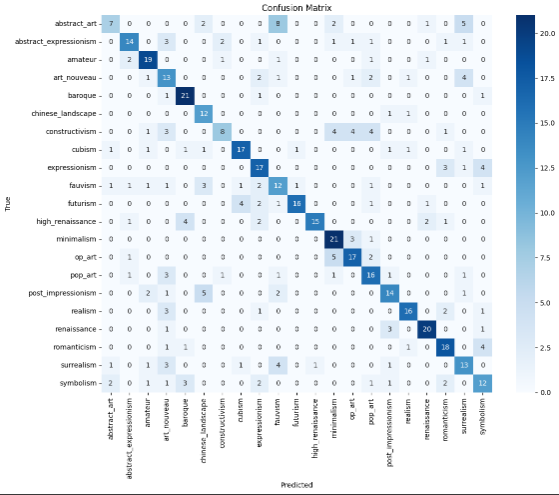 Confusion Matrix
True
abstract_art 7 0 0 0 0 2 0 0 0 8 0 0 2 0 0 0 0 1 0 5 0
abstract_expressionism 0 14 0 3 0 0 2 0 1 0 0 0 1 1 1 0 0 0 0 1 0
amateur 0 2 19 0 0 0 1 0 0 1 0 0 0 0 1 0 0 1 0 0 0
art_nouveau 0 0 1 13 0 0 0 0 2 1 0 0 0 1 2 0 1 0 0 4 0
baroque 0 0 0 1 21 0 0 0 1 0 0 0 0 0 0 0 0 0 0 0 1
chinese_landscape 0 0 0 0 0 12 0 0 0 0 0 0 0 0 0 1 1 0 0 0 0
constructivism 0 0 1 3 0 0 8 0 0 0 0 0 4 4 4 0 0 0 1 0 0
cubism 1 0 1 0 1 1 0 17 0 0 1 0 0 0 0 1 1 0 0 1 0
expressionism 0 0 0 0 0 0 0 0 17 0 0 0 0 0 0 0 0 0 3 1 4
fauvism 1 1 1 1 0 3 0 1 2 12 1 0 0 0 1 0 0 0 0 0 1
futurism 0 0 0 0 0 0 0 4 2 1 16 0 0 0 1 0 0 0 0 0 0
high_renaissance 0 1 0 0 4 0 0 0 2 0 0 15 0 0 0 0 0 2 1 0 0
minimalism 0 0 0 0 0 0 0 0 0 0 0 0 21 3 1 0 0 0 0 0 0
op_art 0 1 0 0 0 0 0 0 0 0 0 0 5 17 2 0 0 0 0 0 0
pop_art 0 1 0 3 0 0 1 0 0 1 0 0 0 0 16 1 0 0 0 1 0
post_impressionism 0 0 2 1 0 5 0 0 0 2 0 0 0 0 0 14 0 0 0 1 0
realism 0 0 0 3 0 0 0 0 1 0 0 0 0 0 0 0 16 0 2 0 1
renaissance 0 0 0 1 0 0 0 0 0 0 0 0 0 0 0 3 0 20 0 0 1
romanticism 0 0 0 1 1 0 0 0 0 0 0 0 0 0 0 0 1 0 18 0 4
surrealism 1 0 1 3 0 0 0 1 0 4 0 1 0 0 0 1 0 0 0 13 0
symbolism 2 0 1 1 3 0 0 0 2 0 0 0 0 0 1 1 1 0 2 0 12
abstract_art
abstract_expressionism
amateur
art_nouveau
baroque
chinese_landscape
constructivism
cubism
expressionism
fauvism
futurism
high_renaissance
minimalism
op_art
pop_art
post_impressionism
realism
renaissance
romanticism
surrealism
symbolism
Predicted
20.0
17.5
15.0
12.5
10.0
7.5
5.0
2.5
0.0